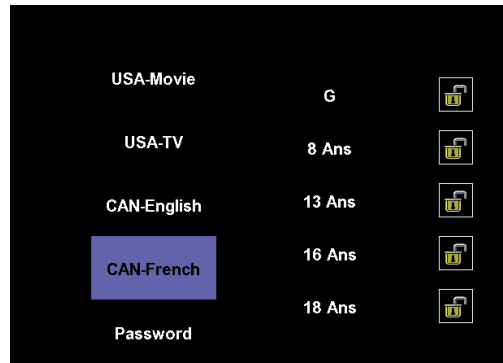 USA-Movie
USA-TV
CAN-English
CAN-French
Password
G
8 Ans
13 Ans
16 Ans
18 Ans